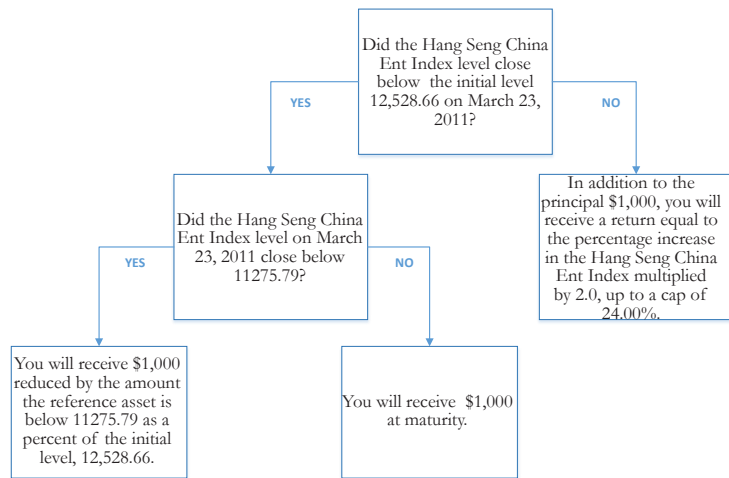 Did the Hang Seng China
Ent Index level close
below the initial level
12,528.66 on March 23,
2011?
YES
NO
Did the Hang Seng China
Ent Index level on March
23, 2011 close below
11275.79?
In addition to the
principal $1,000, you will
receive a return equal to
the percentage increase
in the Hang Seng China
Ent Index multiplied
by 2.0, up to a cap of
24.00%.
YES
NO
You will receive $1,000
reduced by the amount
the reference asset is
below 11275.79 as a
percent of the initial
level, 12,528.66.
You will receive $1,000
at maturity.